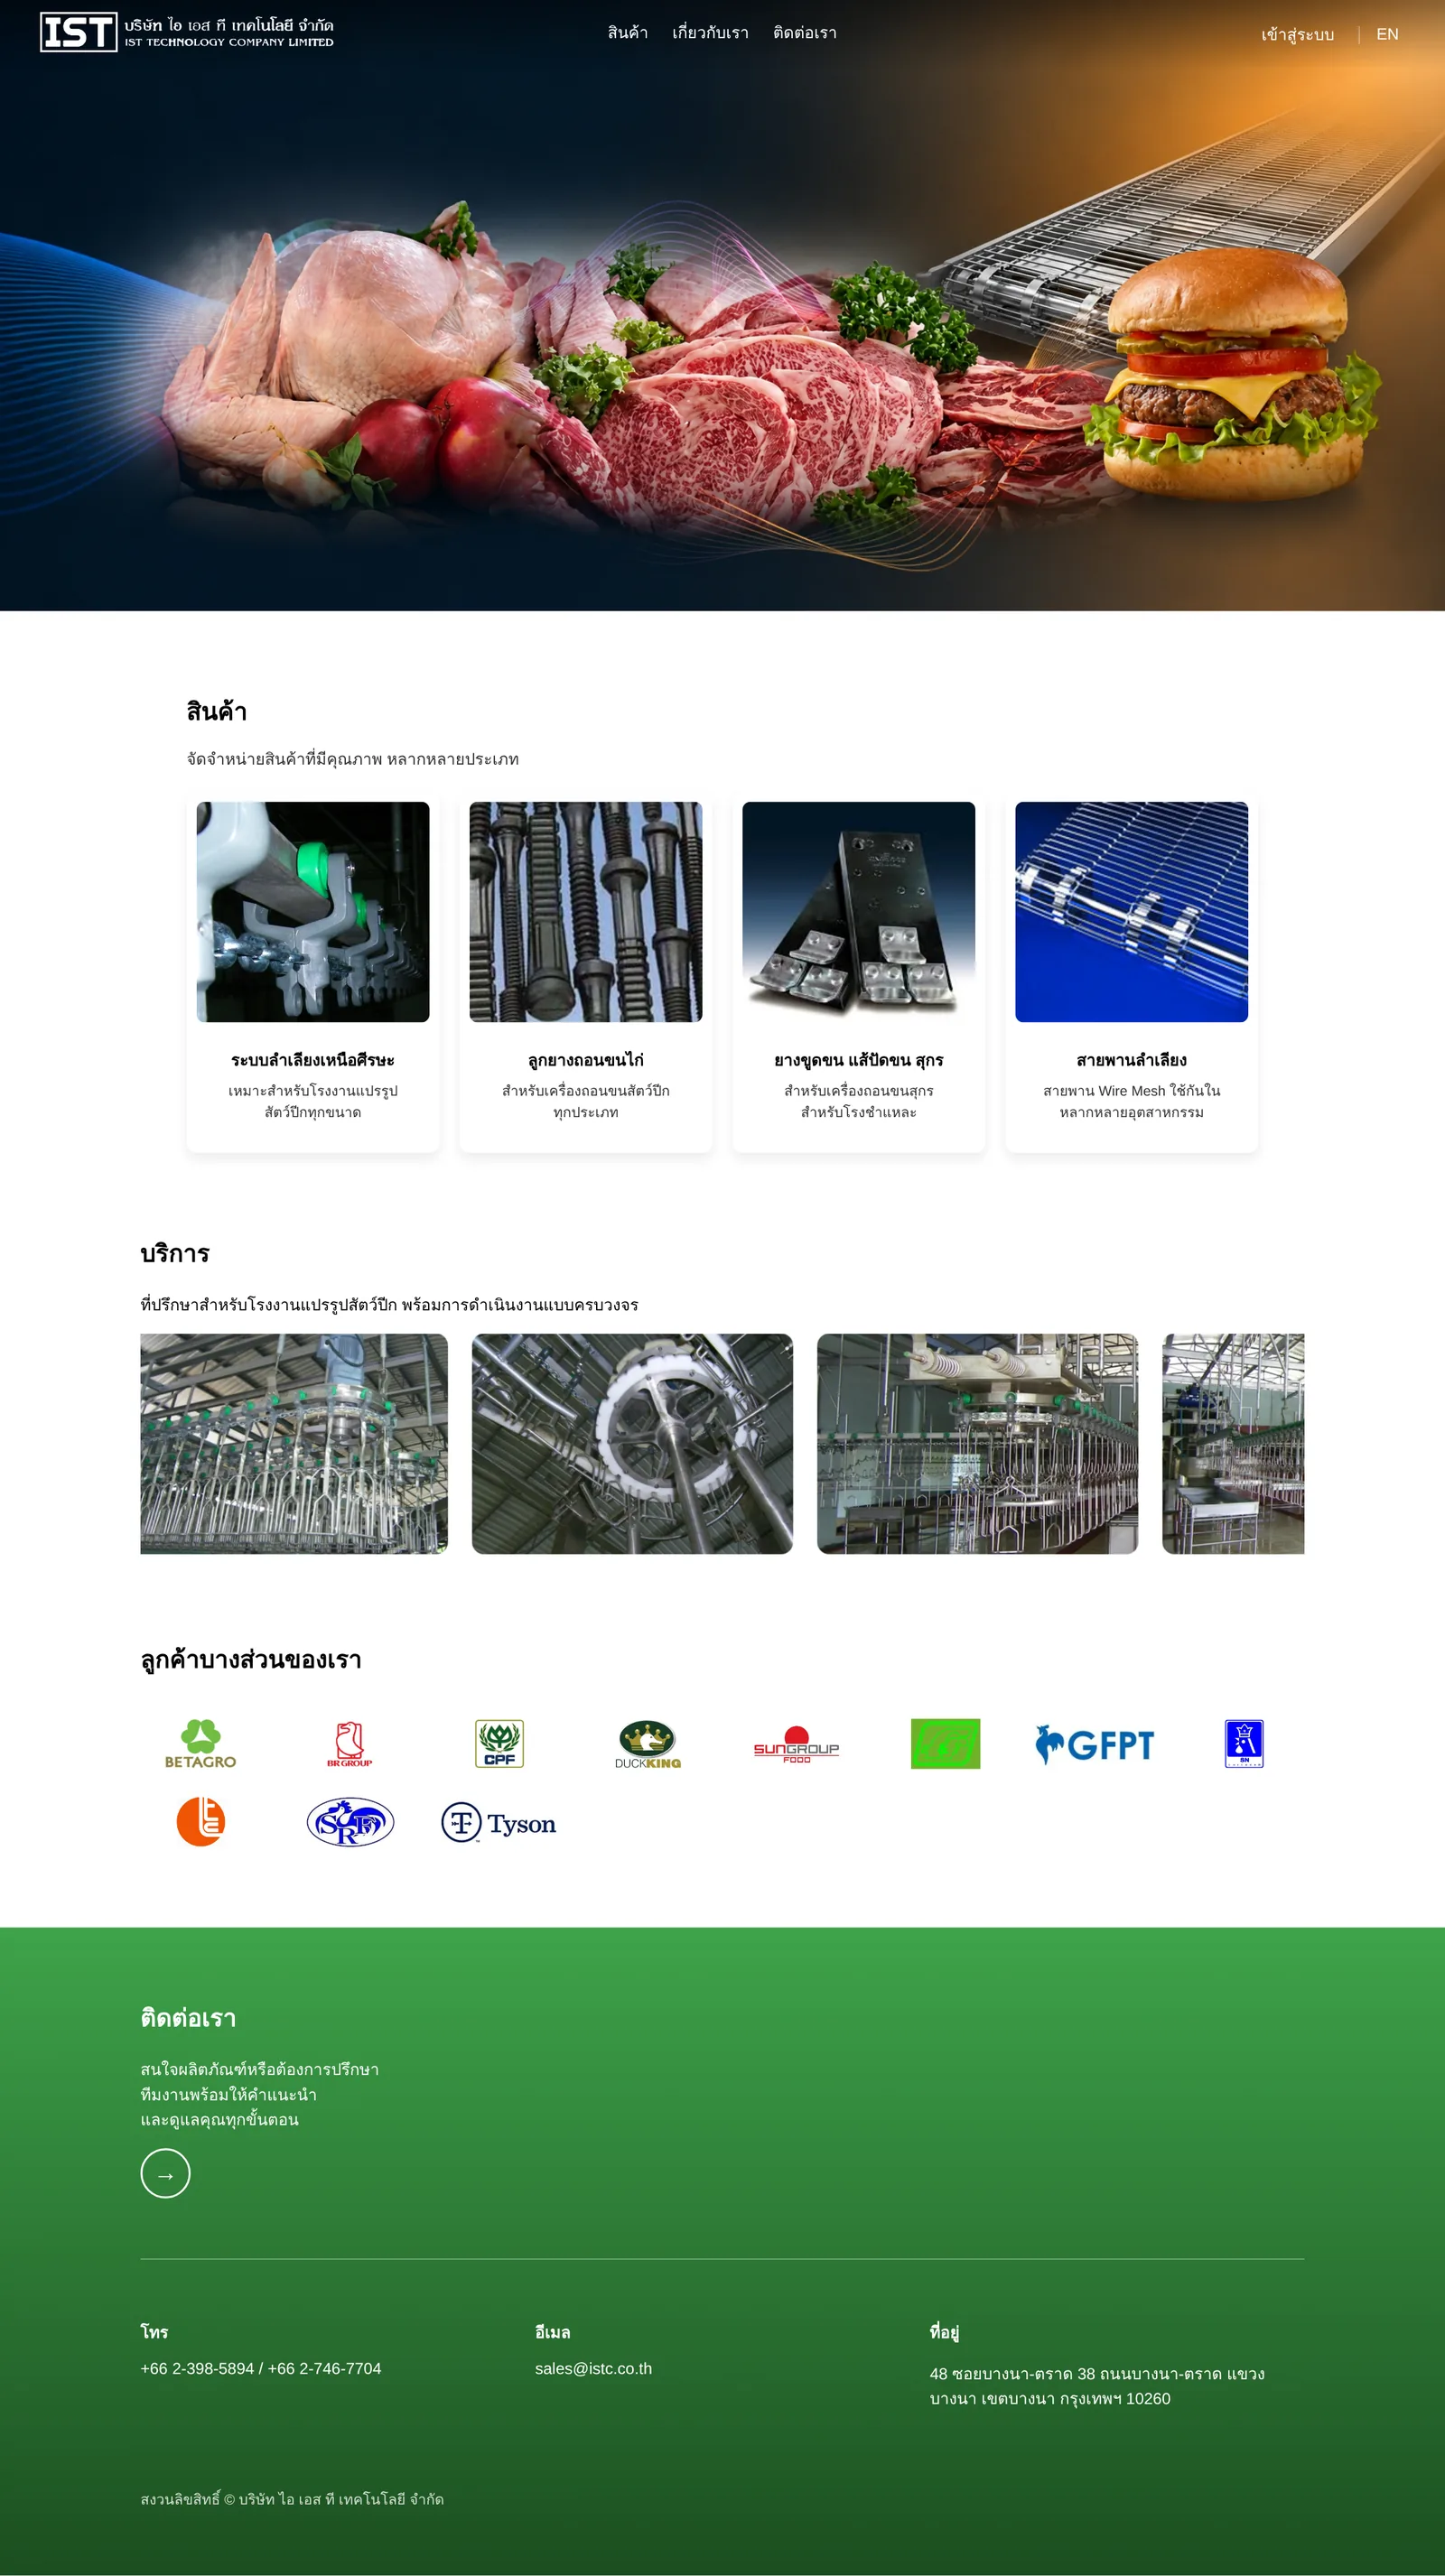 IST บริษัท ไอ เอส ที เทคโนโลยี จำกัด
IST TECHNOLOGY COMPANY LIMITED
สินค้า เกี่ยวกับเรา ติดต่อเรา
เข้าสู่ระบบ | EN
สินค้า
จัดจำหน่ายสินค้าที่มีคุณภาพ หลากหลายประเภท
ระบบลำเลียงเหนือศีรษะ
เหมาะสำหรับโรงงานแปรรูป
สัตว์ปีกทุกขนาด
ลูกยางถอนขนไก่
สำหรับเครื่องถอนขนสัตว์ปีก
ทุกประเภท
ยางขูดขน แส้ปัดขน สุกร
สำหรับเครื่องถอนขนสุกร
สำหรับโรงชำแหละ
สายพานลำเลียง
สายพาน Wire Mesh ใช้กันใน
หลากหลายอุตสาหกรรม
บริการ
ที่ปรึกษาสำหรับโรงงานแปรรูปสัตว์ปีก พร้อมการดำเนินงานแบบครบวงจร
ลูกค้าบางส่วนของเรา
BETAGRO
BR GROUP
CPF
DUCKKING
SUNGROUP
FOOD
GFPT
SN
SRF
Tyson
ติดต่อเรา
สนใจผลิตภัณฑ์หรือต้องการปรึกษา
ทีมงานพร้อมให้คำแนะนำ
และดูแลคุณทุกขั้นตอน
→
โทร
+66 2-398-5894 / +66 2-746-7704
อีเมล
sales@istc.co.th
ที่อยู่
48 ซอยบางนา-ตราด 38 ถนนบางนา-ตราด แขวง
บางนา เขตบางนา กรุงเทพฯ 10260
สงวนลิขสิทธิ์ © บริษัท ไอ เอส ที เทคโนโลยี จำกัด